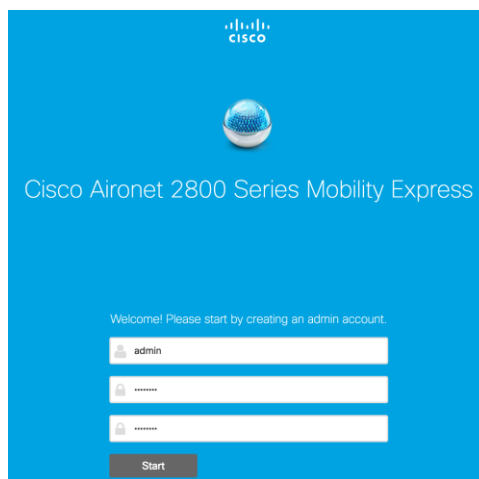 CISCO
Cisco Aironet 2800 Series Mobility Express
Welcome! Please start by creating an admin account.
admin
••••••••
••••••••
Start